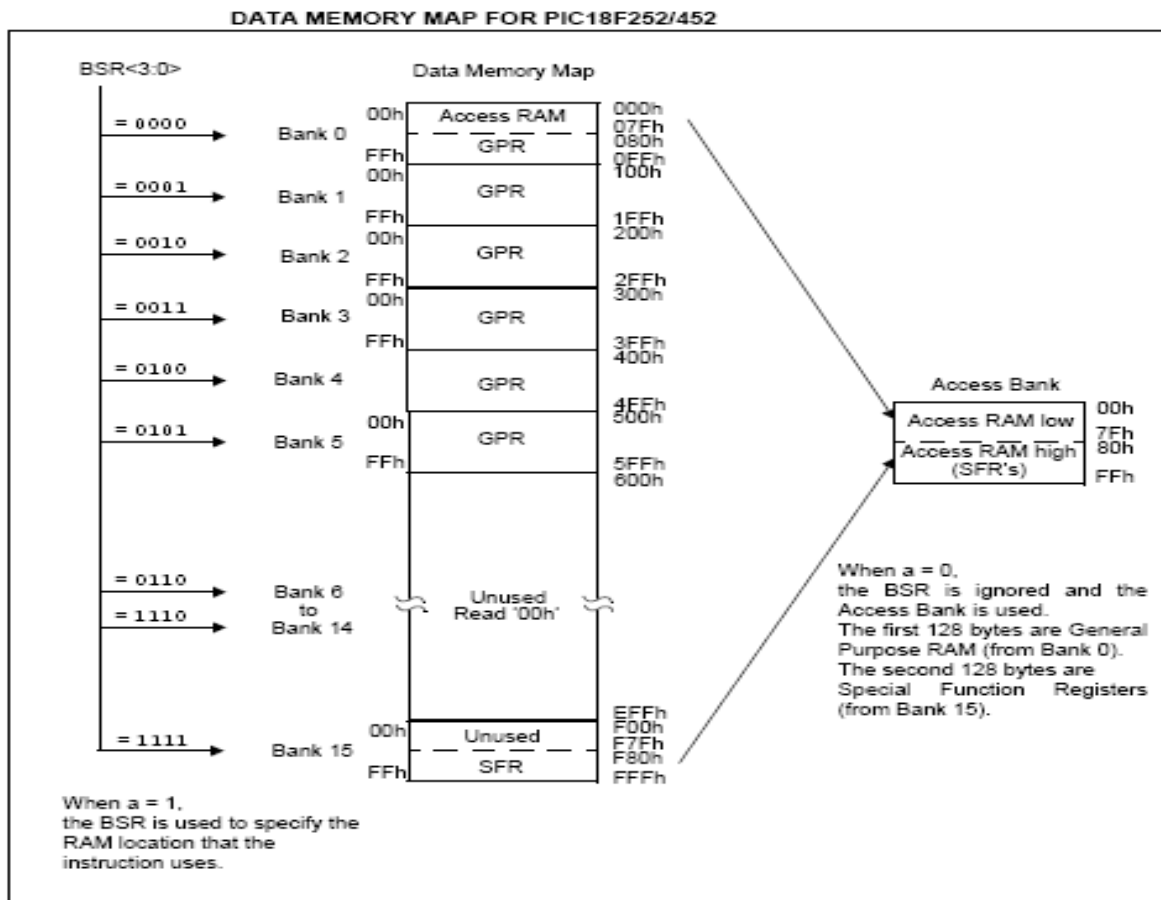 DATA MEMORY MAP FOR PIC18F252/452
BSR<3:0>
Data Memory Map
= 0000
Bank 0
00h
Access RAM
000h
07Fh
GPR
080h
FFh
0FFh
= 0001
Bank 1
00h
100h
GPR
FFh
1FFh
= 0010
Bank 2
00h
200h
GPR
FFh
2FFh
= 0011
Bank 3
00h
300h
GPR
FFh
3FFh
= 0100
Bank 4
400h
GPR
4FFh
= 0101
Bank 5
00h
500h
GPR
FFh
5FFh
600h
= 0110
Bank 6
to
= 1110
Bank 14
Unused
Read '00h'
EFFh
= 1111
Bank 15
00h
F00h
Unused
F7Fh
F80h
SFR
FFh
FFFh
When a = 1,
the BSR is used to specify the
RAM location that the
instruction uses.
Access Bank
Access RAM low
00h
7Fh
Access RAM high
80h
(SFR's)
FFh
When a = 0,
the BSR is ignored and the
Access Bank is used.
The first 128 bytes are General
Purpose RAM (from Bank 0).
The second 128 bytes are
Special Function Registers
(from Bank 15).